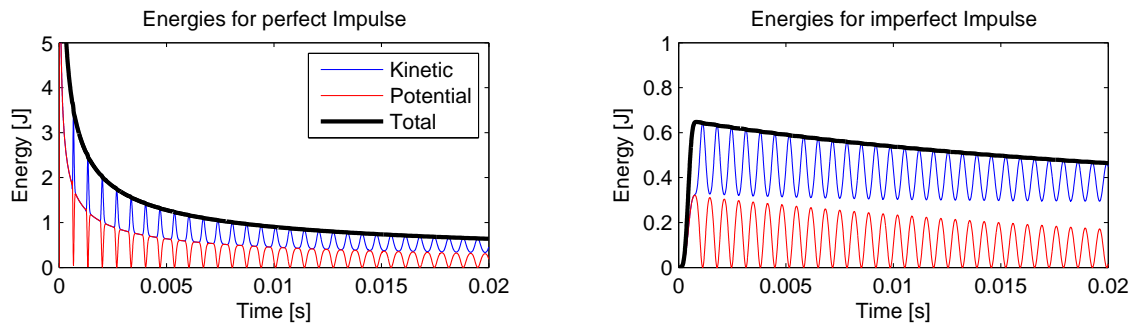 Energies for perfect Impulse
Energy [J]
5
4
3
2
1
0
Kinetic
Potential
Total
0 0.005 0.01 0.015 0.02
Time [s]
Energies for imperfect Impulse
Energy [J]
1
0.8
0.6
0.4
0.2
0
0 0.005 0.01 0.015 0.02
Time [s]